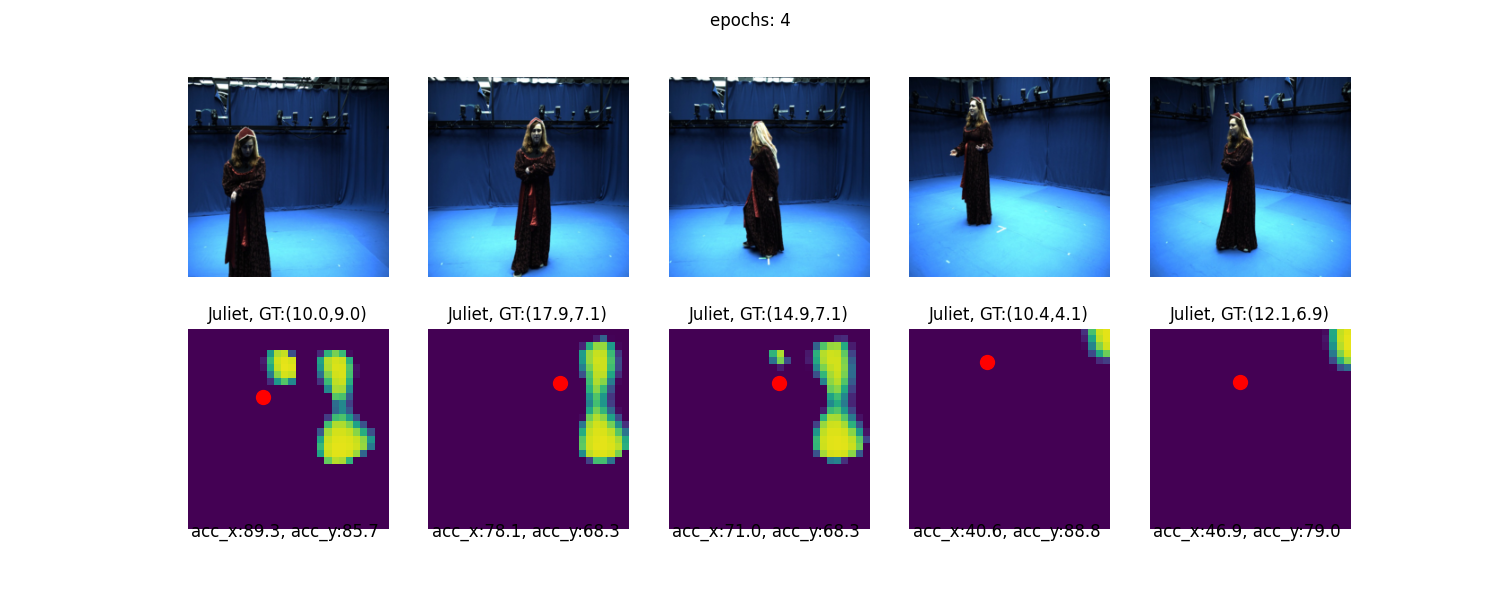 epochs: 4
Juliet, GT:(10.0,9.0)
Juliet, GT:(17.9,7.1)
Juliet, GT:(14.9,7.1)
Juliet, GT:(10.4,4.1)
Juliet, GT:(12.1,6.9)
acc_x:89.3, acc_y:85.7
acc_x:78.1, acc_y:68.3
acc_x:71.0, acc_y:68.3
acc_x:40.6, acc_y:88.8
acc_x:46.9, acc_y:79.0